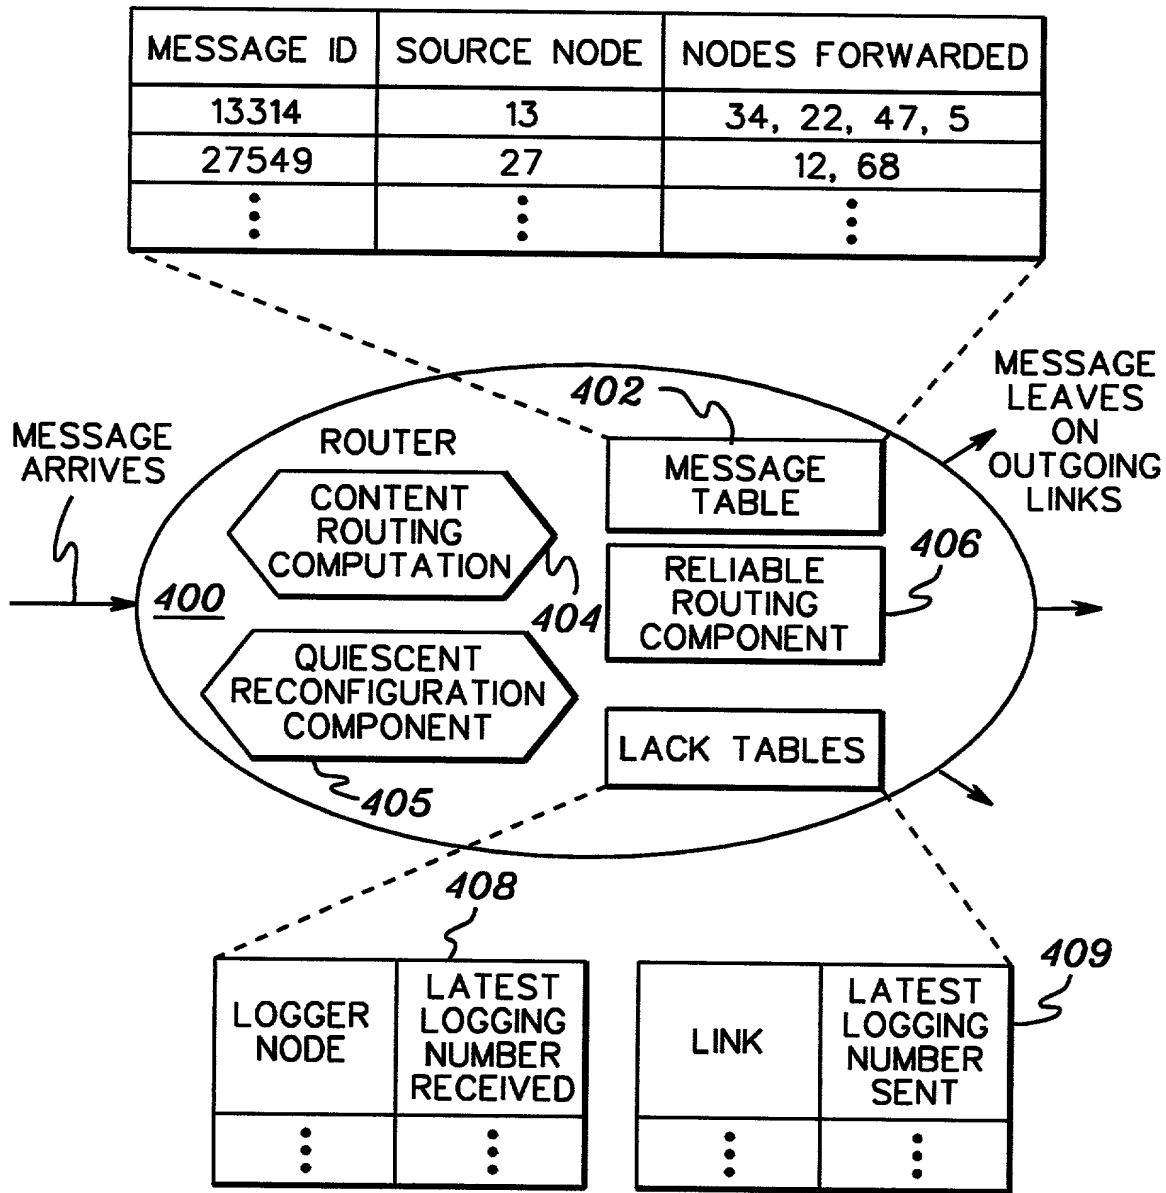 MESSAGE ID SOURCE NODE NODES FORWARDED
13314 13 34, 22, 47, 5
27549 27 12, 68
MESSAGE
ARRIVES
ROUTER
400
CONTENT
ROUTING
COMPUTATION
404
QUIESCENT
RECONFIGURATION
COMPONENT
405
402
MESSAGE
TABLE
RELIABLE
ROUTING
COMPONENT
406
LACK TABLES
MESSAGE
LEAVES
ON
OUTGOING
LINKS
408
LOGGER
NODE
LATEST
LOGGING
NUMBER
RECEIVED
409
LINK
LATEST
LOGGING
NUMBER
SENT